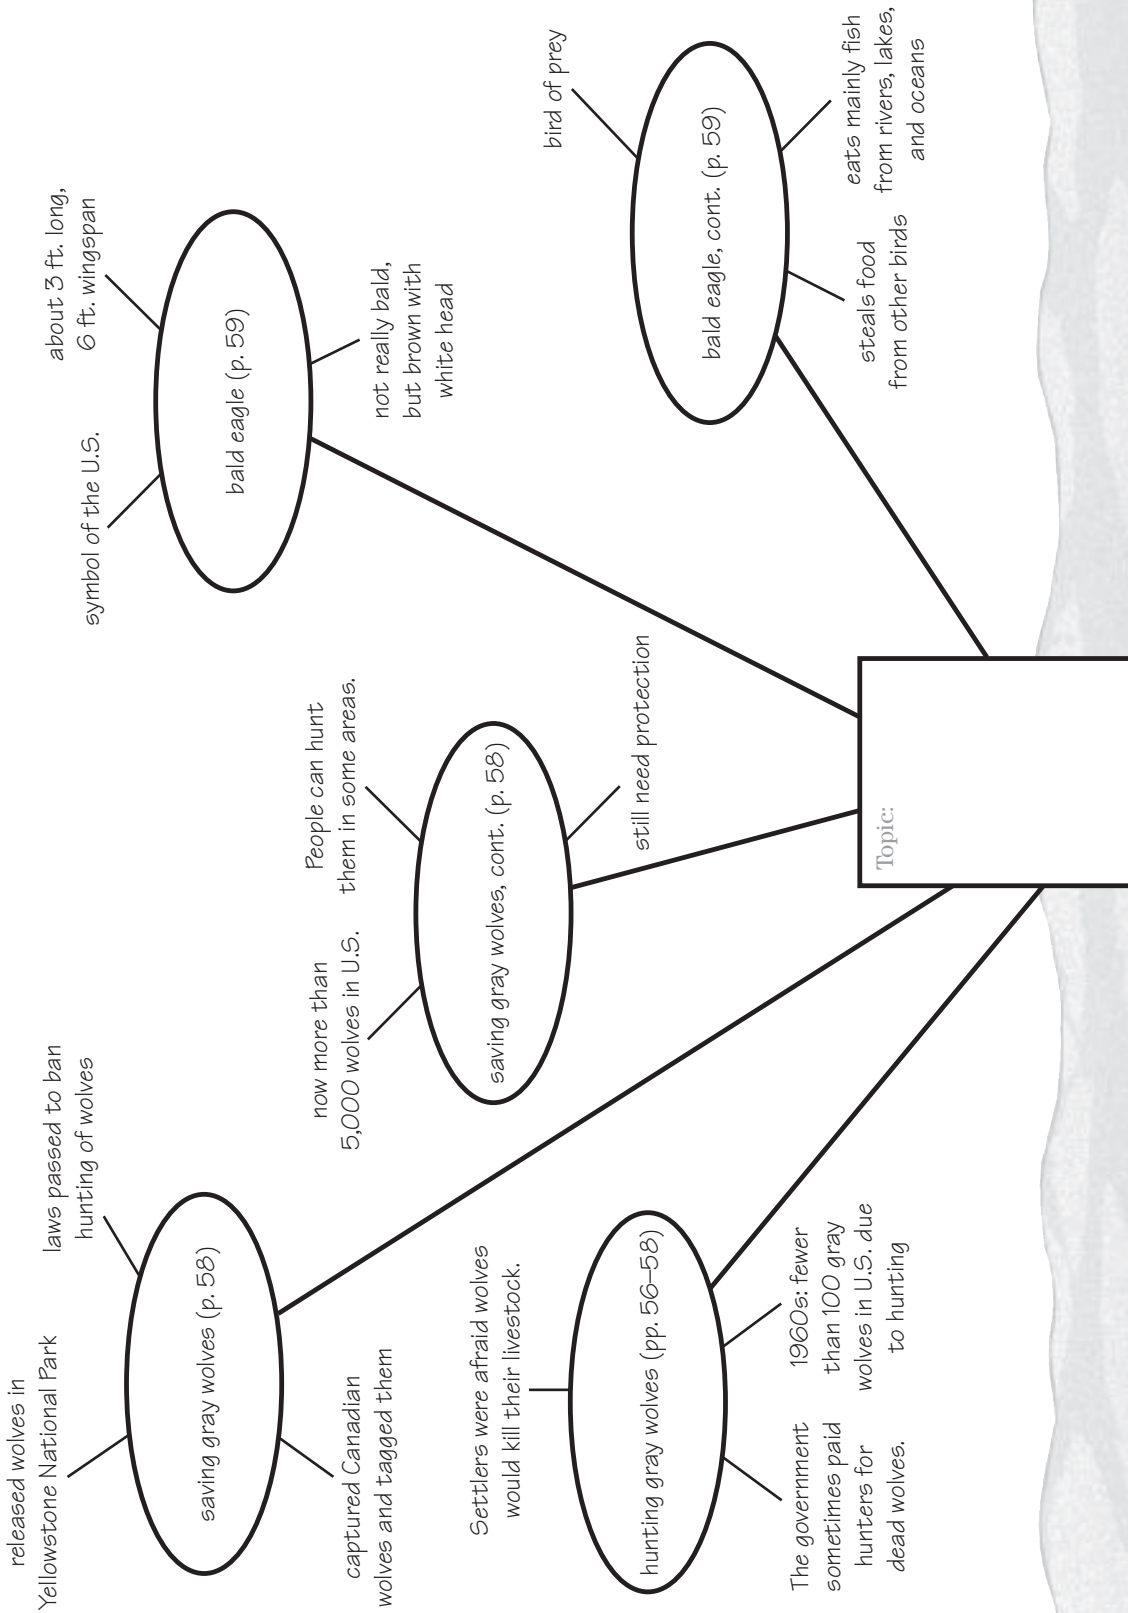 released wolves in
Yellowstone National Park
laws passed to ban
hunting of wolves
saving gray wolves (p. 58)
captured Canadian
wolves and tagged them
now more than
5,000 wolves in U.S.
People can hunt
them in some areas.
saving gray wolves, cont. (p. 58)
still need protection
symbol of the U.S.
about 3 ft. long,
6 ft. wingspan
bald eagle (p. 59)
not really bald,
but brown with
white head
Settlers were afraid wolves
would kill their livestock.
hunting gray wolves (pp. 56–58)
The government
sometimes paid
hunters for
dead wolves.
1960s: fewer
than 100 gray
wolves in U.S. due
to hunting
bird of prey
bald eagle, cont. (p. 59)
steals food
from other birds
eats mainly fish
from rivers, lakes,
and oceans
Topic: